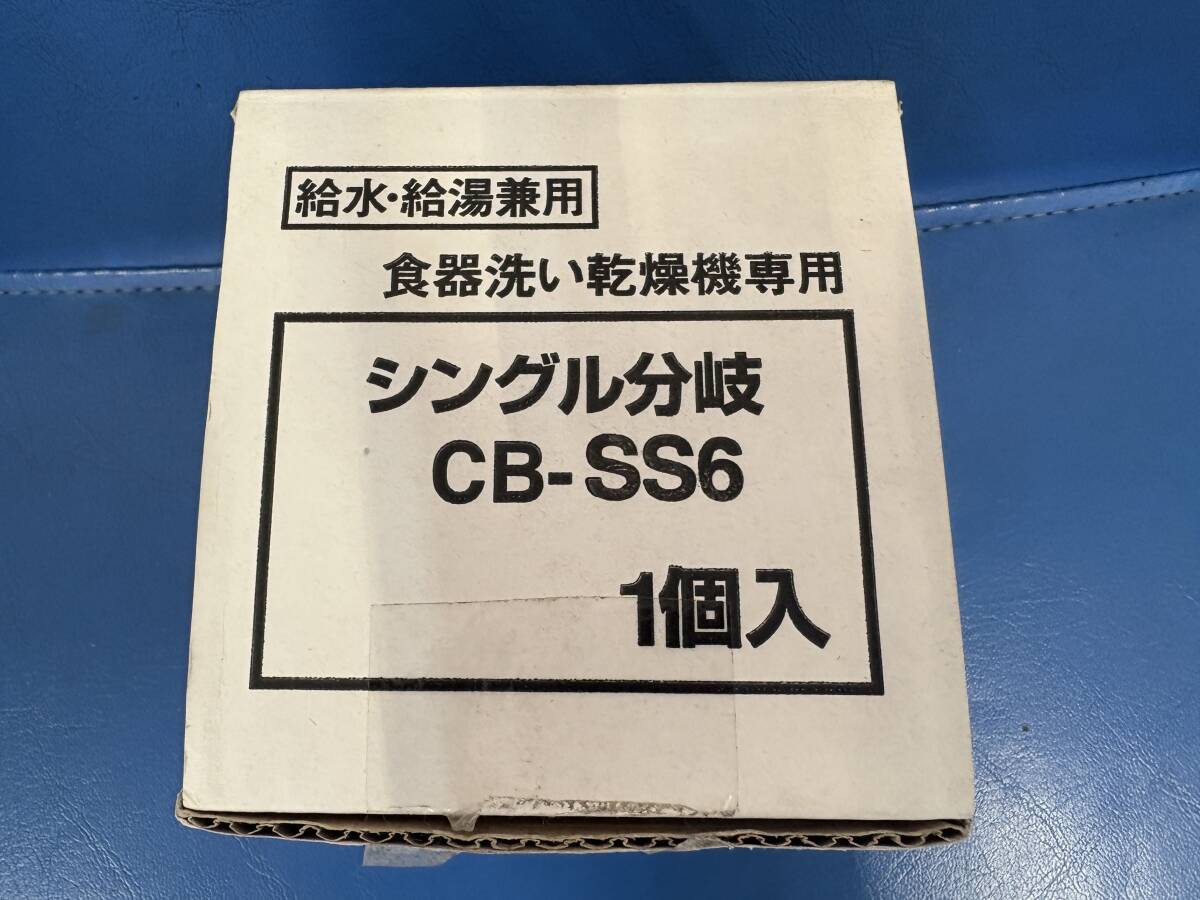 給水・給湯兼用
食器洗い乾燥機専用
シングル分岐
CB-SS6
1個入